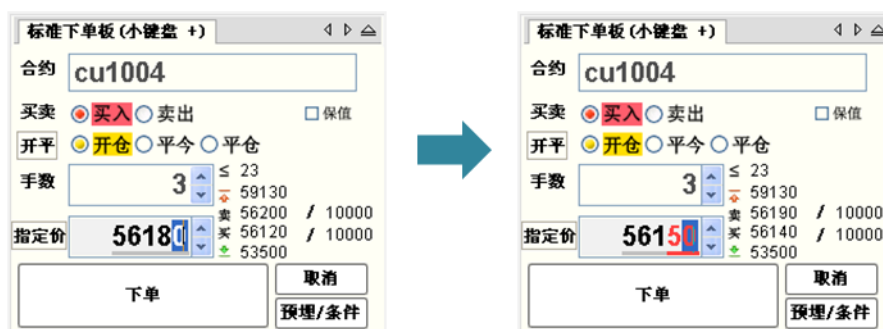 标准下单板(小键盘 +)
合约 cu1004
买卖 买入 卖出 保值
开平 开仓 平今 平仓
手数 3 ≤ 23
59130
卖 56200 / 10000
指定价 56180 买 56120 / 10000
53500
下单 取消
预埋/条件
标准下单板(小键盘 +)
合约 cu1004
买卖 买入 卖出 保值
开平 开仓 平今 平仓
手数 3 ≤ 23
59130
卖 56190 / 10000
指定价 56150 买 56140 / 10000
53500
下单 取消
预埋/条件